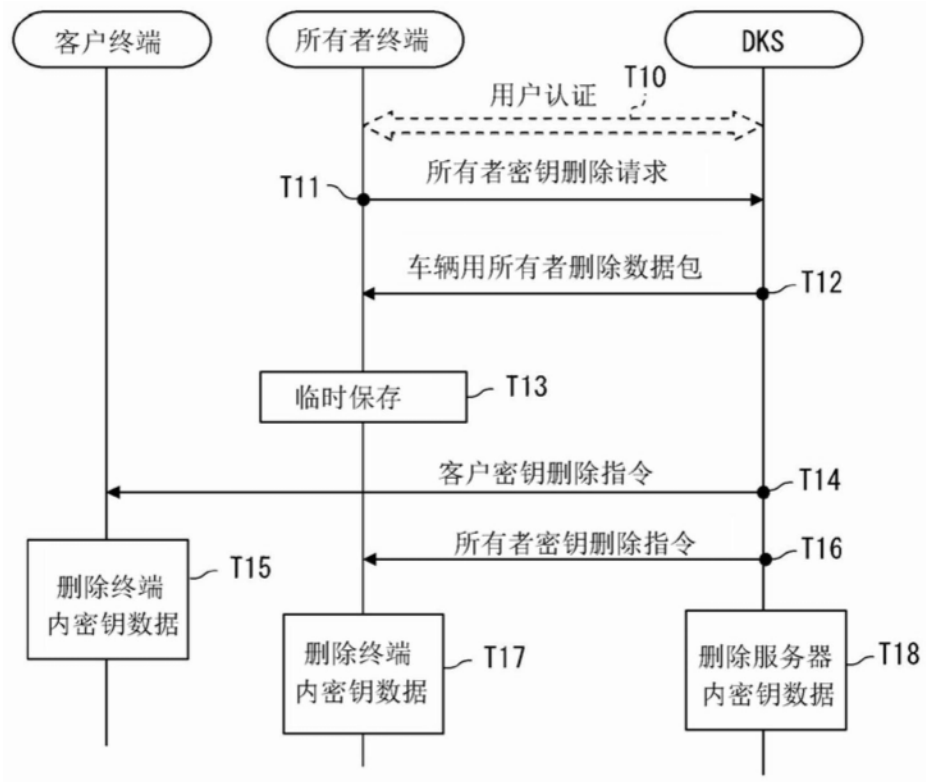 客户终端
所有者终端
DKS
用户认证
T10
所有者密钥删除请求
T11
车辆用所有者删除数据包
T12
临时保存
T13
客户密钥删除指令
T14
所有者密钥删除指令
T16
删除终端
内密钥数据
T15
删除终端
内密钥数据
T17
删除服务器
内密钥数据
T18